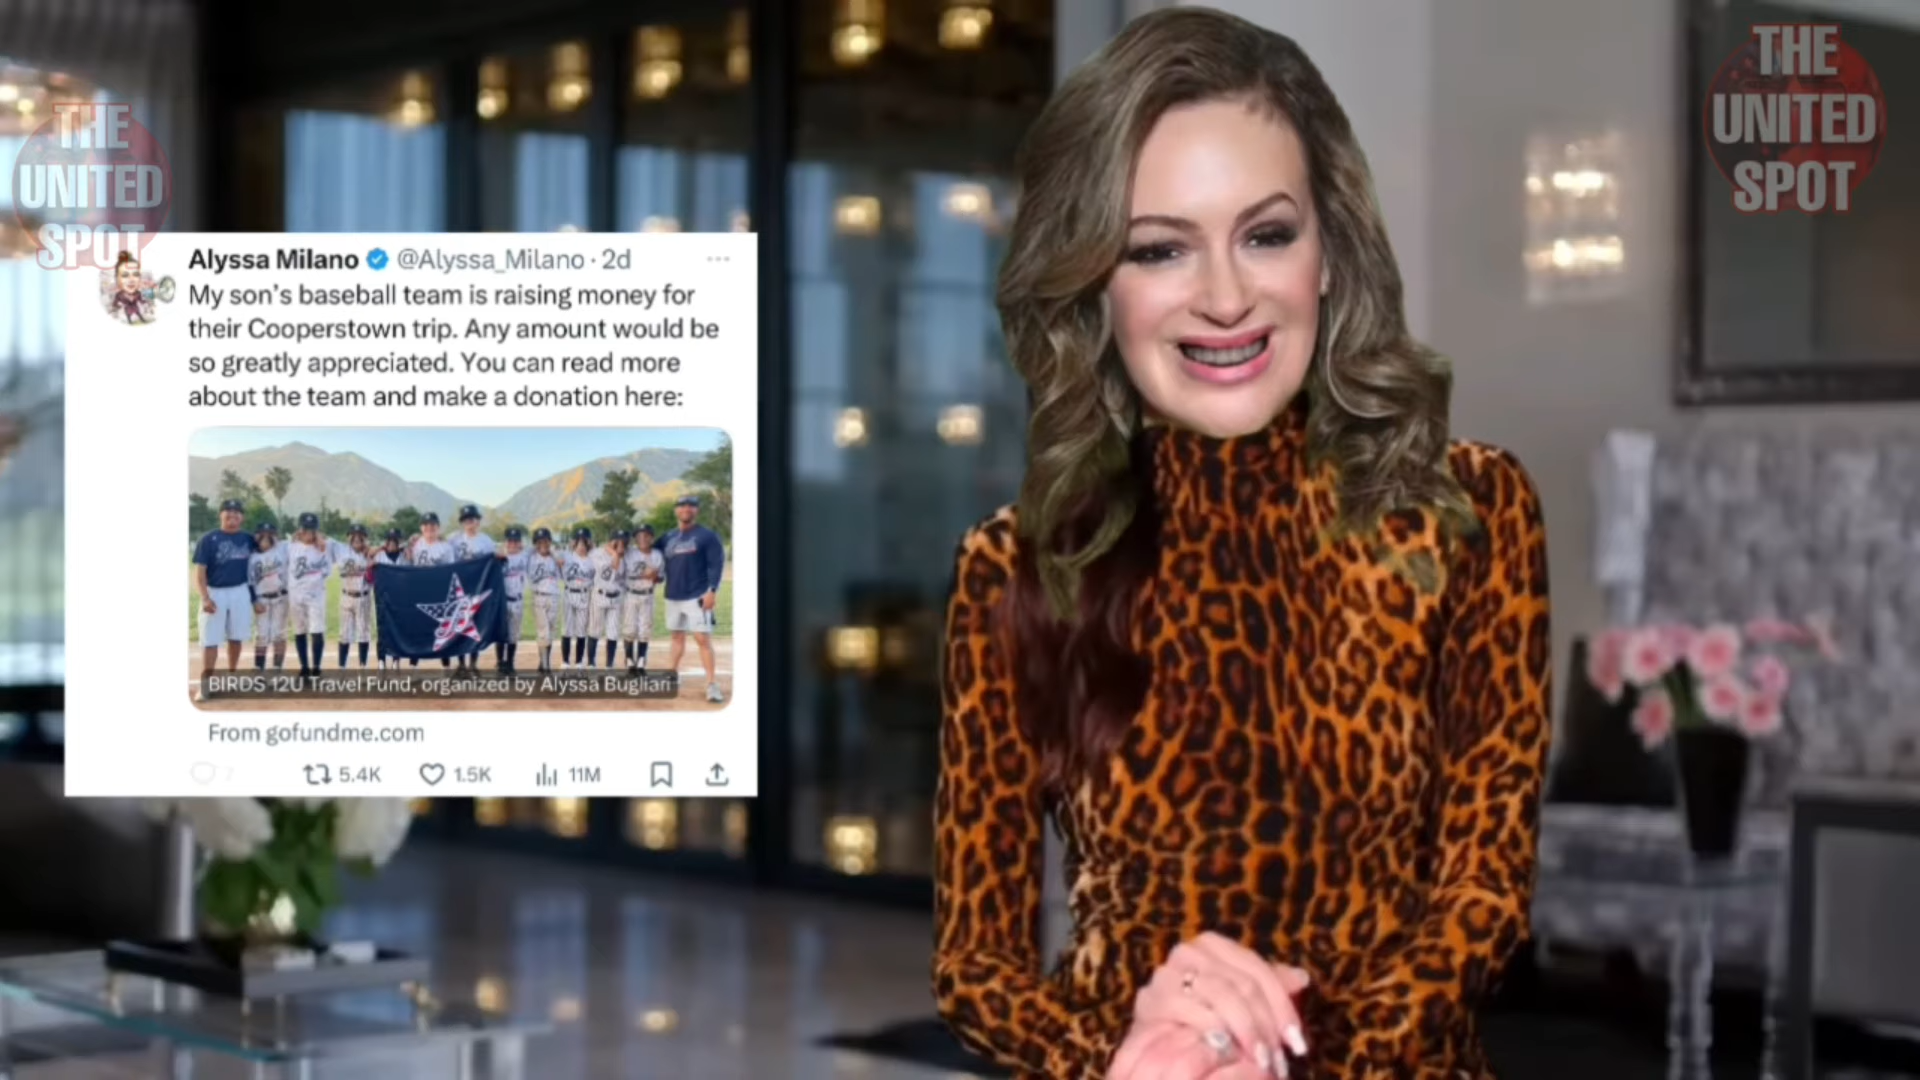 THE
UNITED
SPOT
THE
UNITED
SPOT
Alyssa Milano @Alyssa_Milano · 2d
My son's baseball team is raising money for
their Cooperstown trip. Any amount would be
so greatly appreciated. You can read more
about the team and make a donation here:
Birds
BIRDS 12U Travel Fund, organized by Alyssa Bugliari
From gofundme.com
5.4K 1.5K 11M